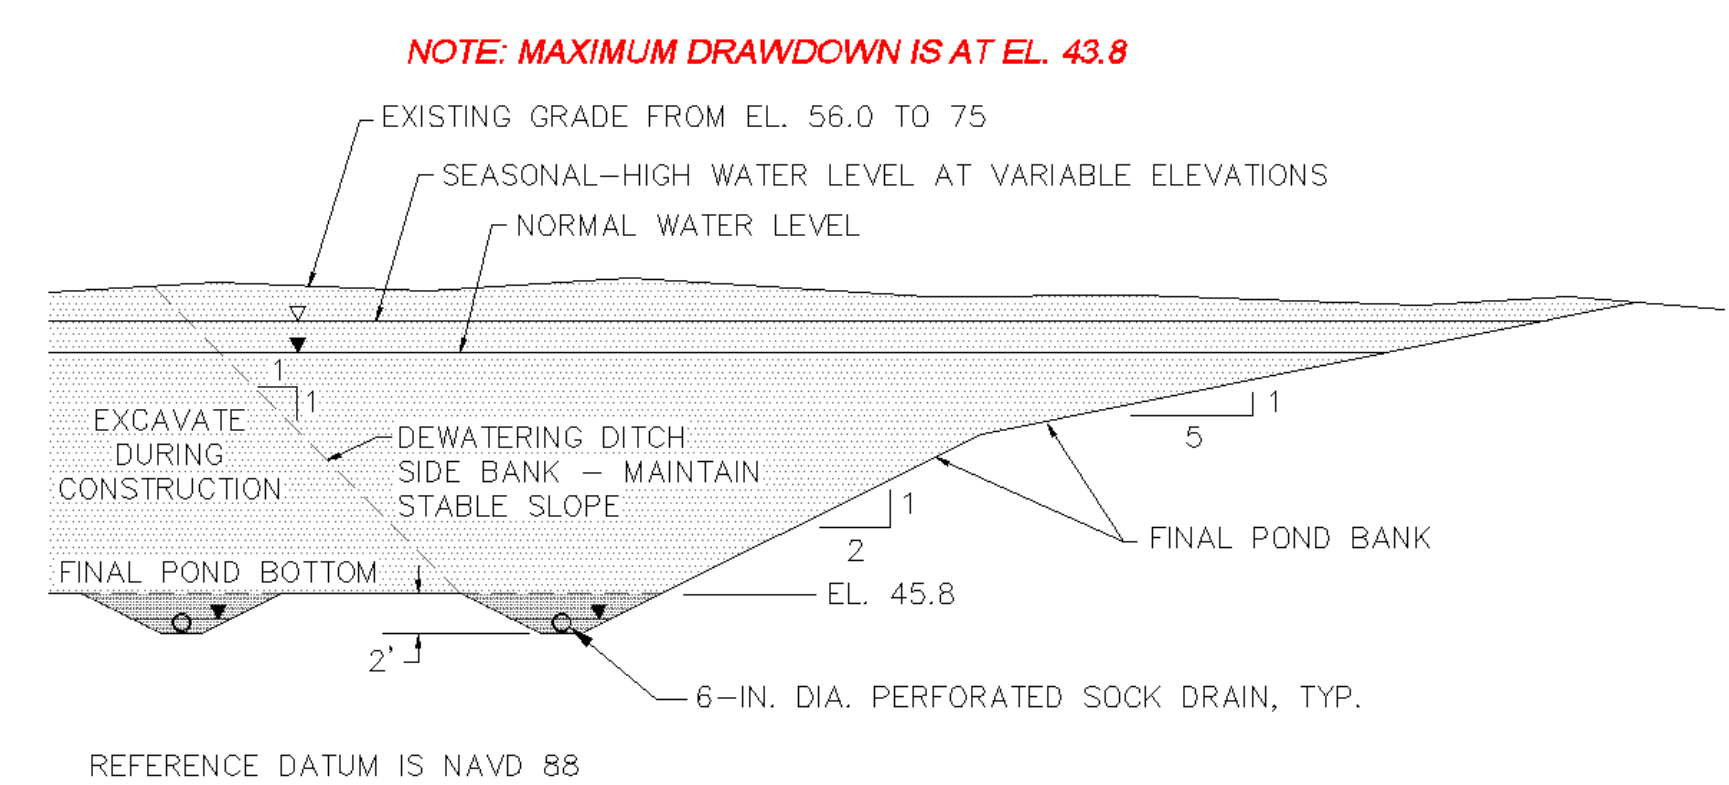 NOTE: MAXIMUM DRAWDOWN IS AT EL. 43.8
EXISTING GRADE FROM EL. 56.0 TO 75
SEASONAL-HIGH WATER LEVEL AT VARIABLE ELEVATIONS
NORMAL WATER LEVEL
1
1
EXCAVATE
DURING
CONSTRUCTION
DEWATERING DITCH
SIDE BANK - MAINTAIN
STABLE SLOPE
1
5
1
2
FINAL POND BANK
FINAL POND BOTTOM
EL. 45.8
2'
6-IN. DIA. PERFORATED SOCK DRAIN, TYP.
REFERENCE DATUM IS NAVD 88